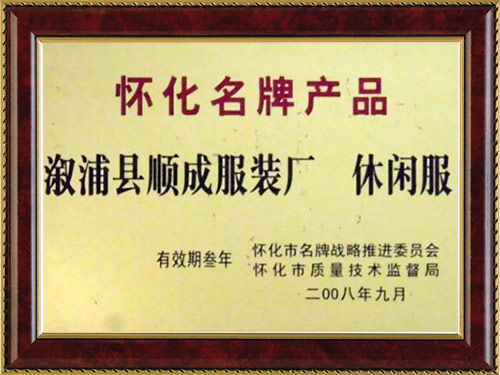 怀化名牌产品
溆浦县顺成服装厂 休闲服
有效期叁年 怀化市名牌战略推进委员会
怀化市质量技术监督局
二00八年九月